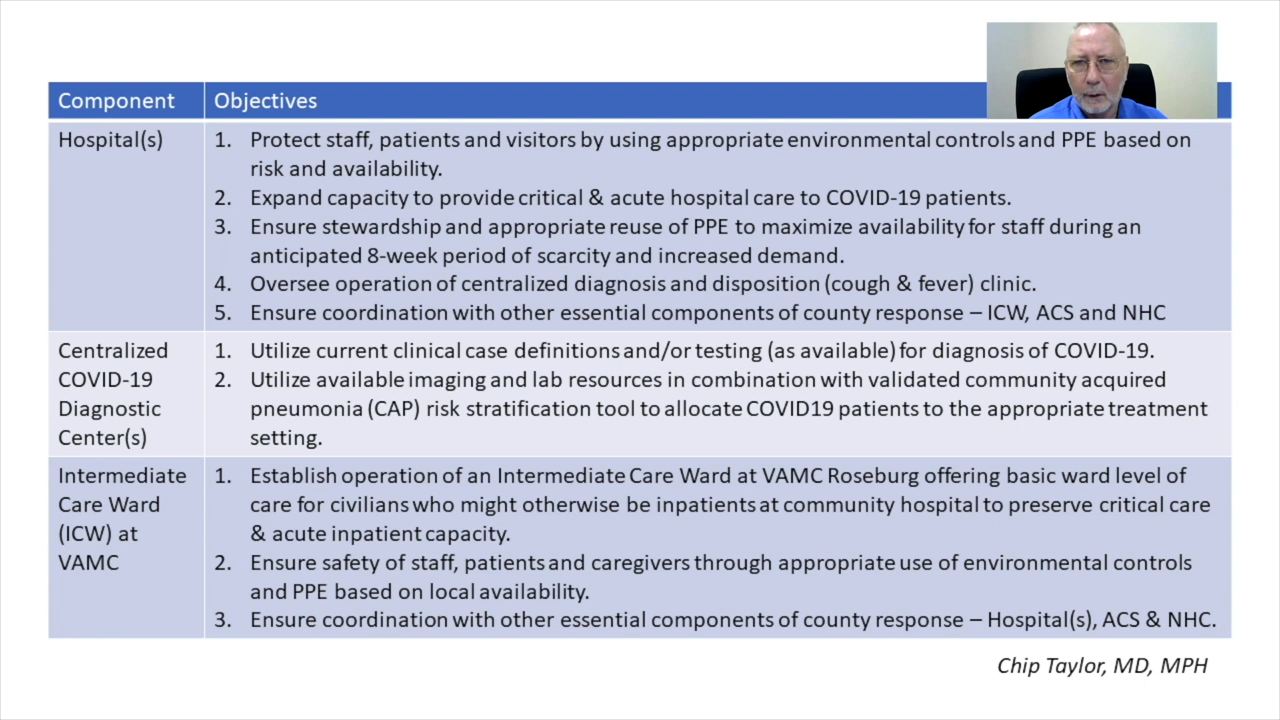 Component
Objectives
Hospital(s)
1. Protect staff, patients and visitors by using appropriate environmental controls and PPE based on
risk and availability.
2. Expand capacity to provide critical & acute hospital care to COVID-19 patients.
3. Ensure stewardship and appropriate reuse of PPE to maximize availability for staff during an
anticipated 8-week period of scarcity and increased demand.
4. Oversee operation of centralized diagnosis and disposition (cough & fever) clinic.
5. Ensure coordination with other essential components of county response – ICW, ACS and NHC
Centralized
COVID-19
Diagnostic
Center(s)
1. Utilize current clinical case definitions and/or testing (as available) for diagnosis of COVID-19.
2. Utilize available imaging and lab resources in combination with validated community acquired
pneumonia (CAP) risk stratification tool to allocate COVID19 patients to the appropriate treatment
setting.
Intermediate
Care Ward
(ICW) at
VAMC
1. Establish operation of an Intermediate Care Ward at VAMC Roseburg offering basic ward level of
care for civilians who might otherwise be inpatients at community hospital to preserve critical care
& acute inpatient capacity.
2. Ensure safety of staff, patients and caregivers through appropriate use of environmental controls
and PPE based on local availability.
3. Ensure coordination with other essential components of county response – Hospital(s), ACS & NHC.
Chip Taylor, MD, MPH